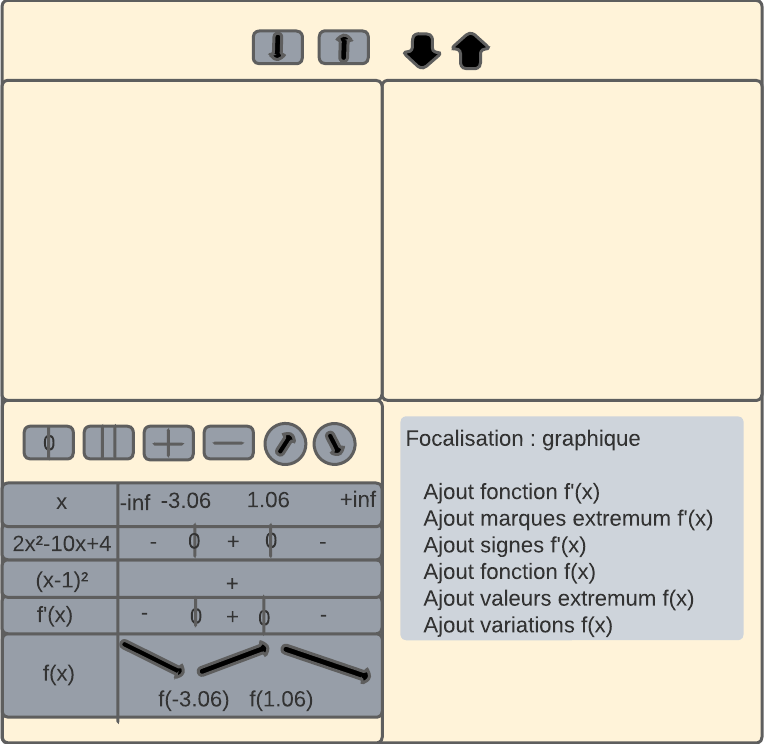 0
x -inf -3.06 1.06 +inf
2x²-10x+4 - 0 + 0 -
(x-1)² +
f'(x) - 0 + 0 -
f(x)
f(-3.06) f(1.06)
Focalisation : graphique
Ajout fonction f'(x)
Ajout marques extremum f'(x)
Ajout signes f'(x)
Ajout fonction f(x)
Ajout valeurs extremum f(x)
Ajout variations f(x)